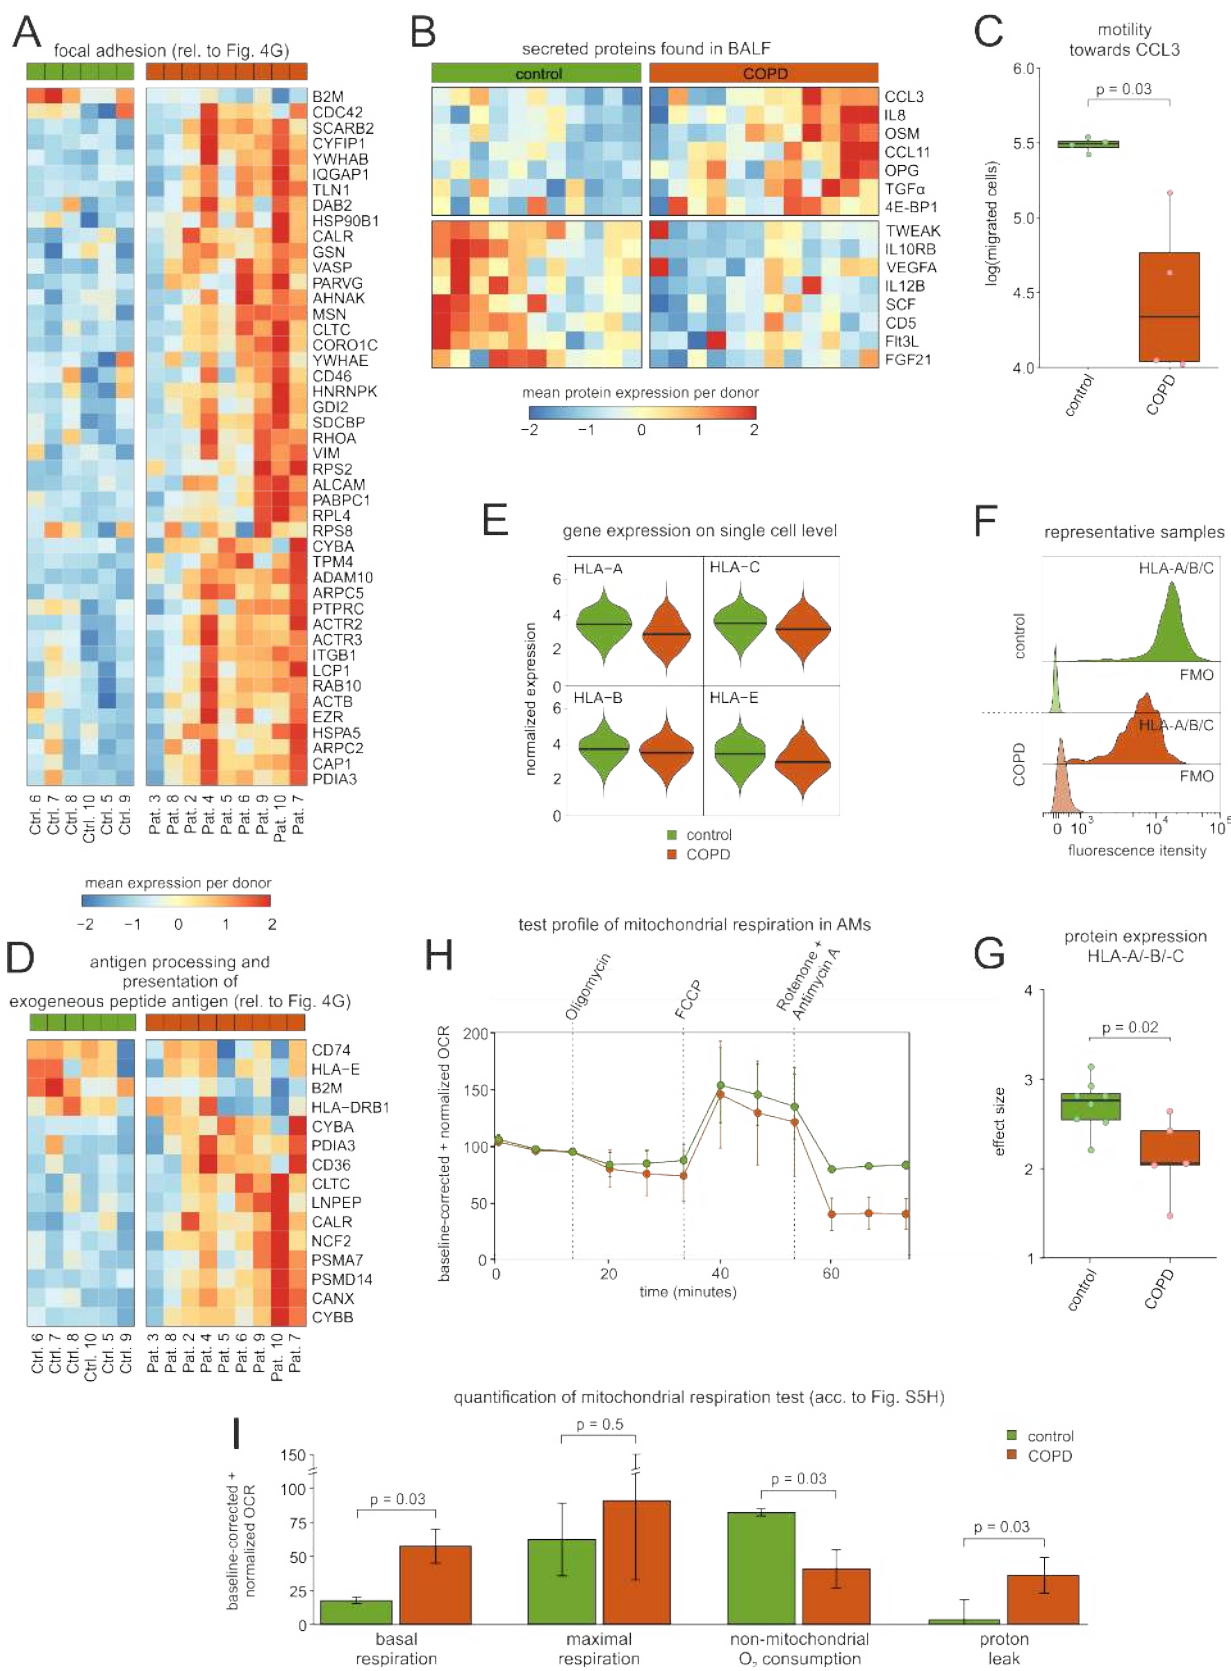 A
focal adhesion (rel. to Fig. 4G)
B2M
CDC42
SCARB2
CYFIP1
YWHAB
IQGAP1
TLN1
DAB2
HSP90B1
CALR
GSN
VASP
PARVG
AHNAK
MSN
CLTC
CORO1C
YWHAE
CD46
HNRNPK
GDI2
SDCBP
RHOA
VIM
RPS2
ALCAM
PABPC1
RPL4
RPS8
CYBA
TPM4
ADAM10
ARPC5
PTPRC
ACTR2
ACTR3
ITGB1
LCP1
RAB10
ACTB
EZR
HSPA5
ARPC2
CAP1
PDIA3
Ctrl. 6
Ctrl. 7
Ctrl. 8
Ctrl. 10
Ctrl. 5
Ctrl. 9
Pat. 3
Pat. 8
Pat. 2
Pat. 4
Pat. 5
Pat. 6
Pat. 9
Pat. 10
Pat. 7
mean expression per donor
−2 −1 0 1 2
B
secreted proteins found in BALF
control COPD
CCL3
IL8
OSM
CCL11
OPG
TGFα
4E-BP1
TWEAK
IL10RB
VEGFA
IL12B
SCF
CD5
Flt3L
FGF21
mean protein expression per donor
−2 −1 0 1 2
C
motility
towards CCL3
p = 0.03
log(migrated cells)
6.0
5.5
5.0
4.5
4.0
control
COPD
D
antigen processing and
presentation of
exogeneous peptide antigen (rel. to Fig. 4G)
CD74
HLA−E
B2M
HLA−DRB1
CYBA
PDIA3
CD36
CLTC
LNPEP
CALR
NCF2
PSMA7
PSMD14
CANX
CYBB
Ctrl. 6
Ctrl. 7
Ctrl. 8
Ctrl. 10
Ctrl. 5
Ctrl. 9
Pat. 3
Pat. 8
Pat. 2
Pat. 4
Pat. 5
Pat. 6
Pat. 9
Pat. 10
Pat. 7
E
gene expression on single cell level
normalized expression
HLA−A
HLA−C
6
4
2
0
HLA−B
HLA−E
6
4
2
0
control
COPD
F
representative samples
HLA-A/B/C
control
FMO
HLA-A/B/C
COPD
FMO
0 10³ 10⁴ 10⁵
fluorescence itensity
G
protein expression
HLA-A/-B/-C
p = 0.02
effect size
4
3
2
1
control
COPD
H
test profile of mitochondrial respiration in AMs
Oligomycin
FCCP
Rotenone +
Antimycin A
baseline-corrected + normalized OCR
200
150
100
50
0
0 20 40 60
time (minutes)
I
quantification of mitochondrial respiration test (acc. to Fig. S5H)
control
COPD
baseline-corrected +
normalized OCR
150
100
75
50
25
0
p = 0.03
p = 0.5
p = 0.03
p = 0.03
basal
respiration
maximal
respiration
non-mitochondrial
O₂ consumption
proton
leak